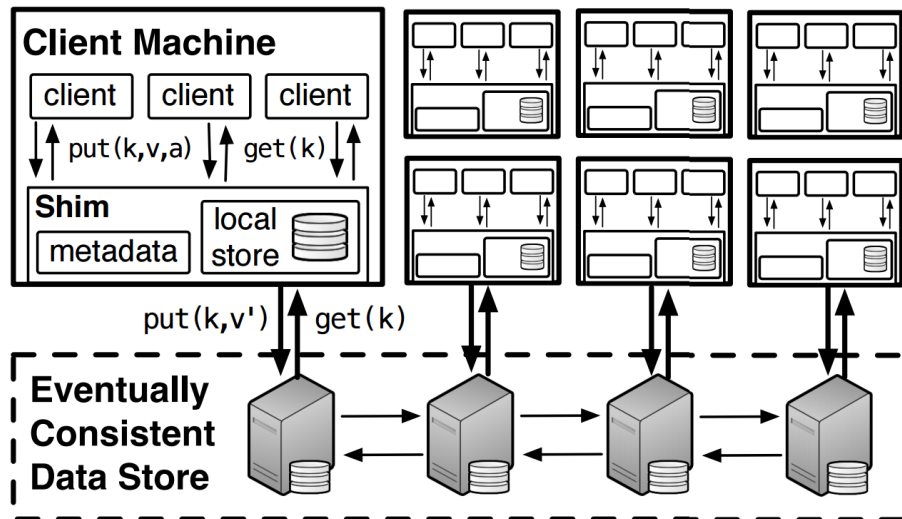 Client Machine
client client client
put(k,v,a) get(k)
Shim
metadata
local
store
put(k,v') get(k)
Eventually
Consistent
Data Store